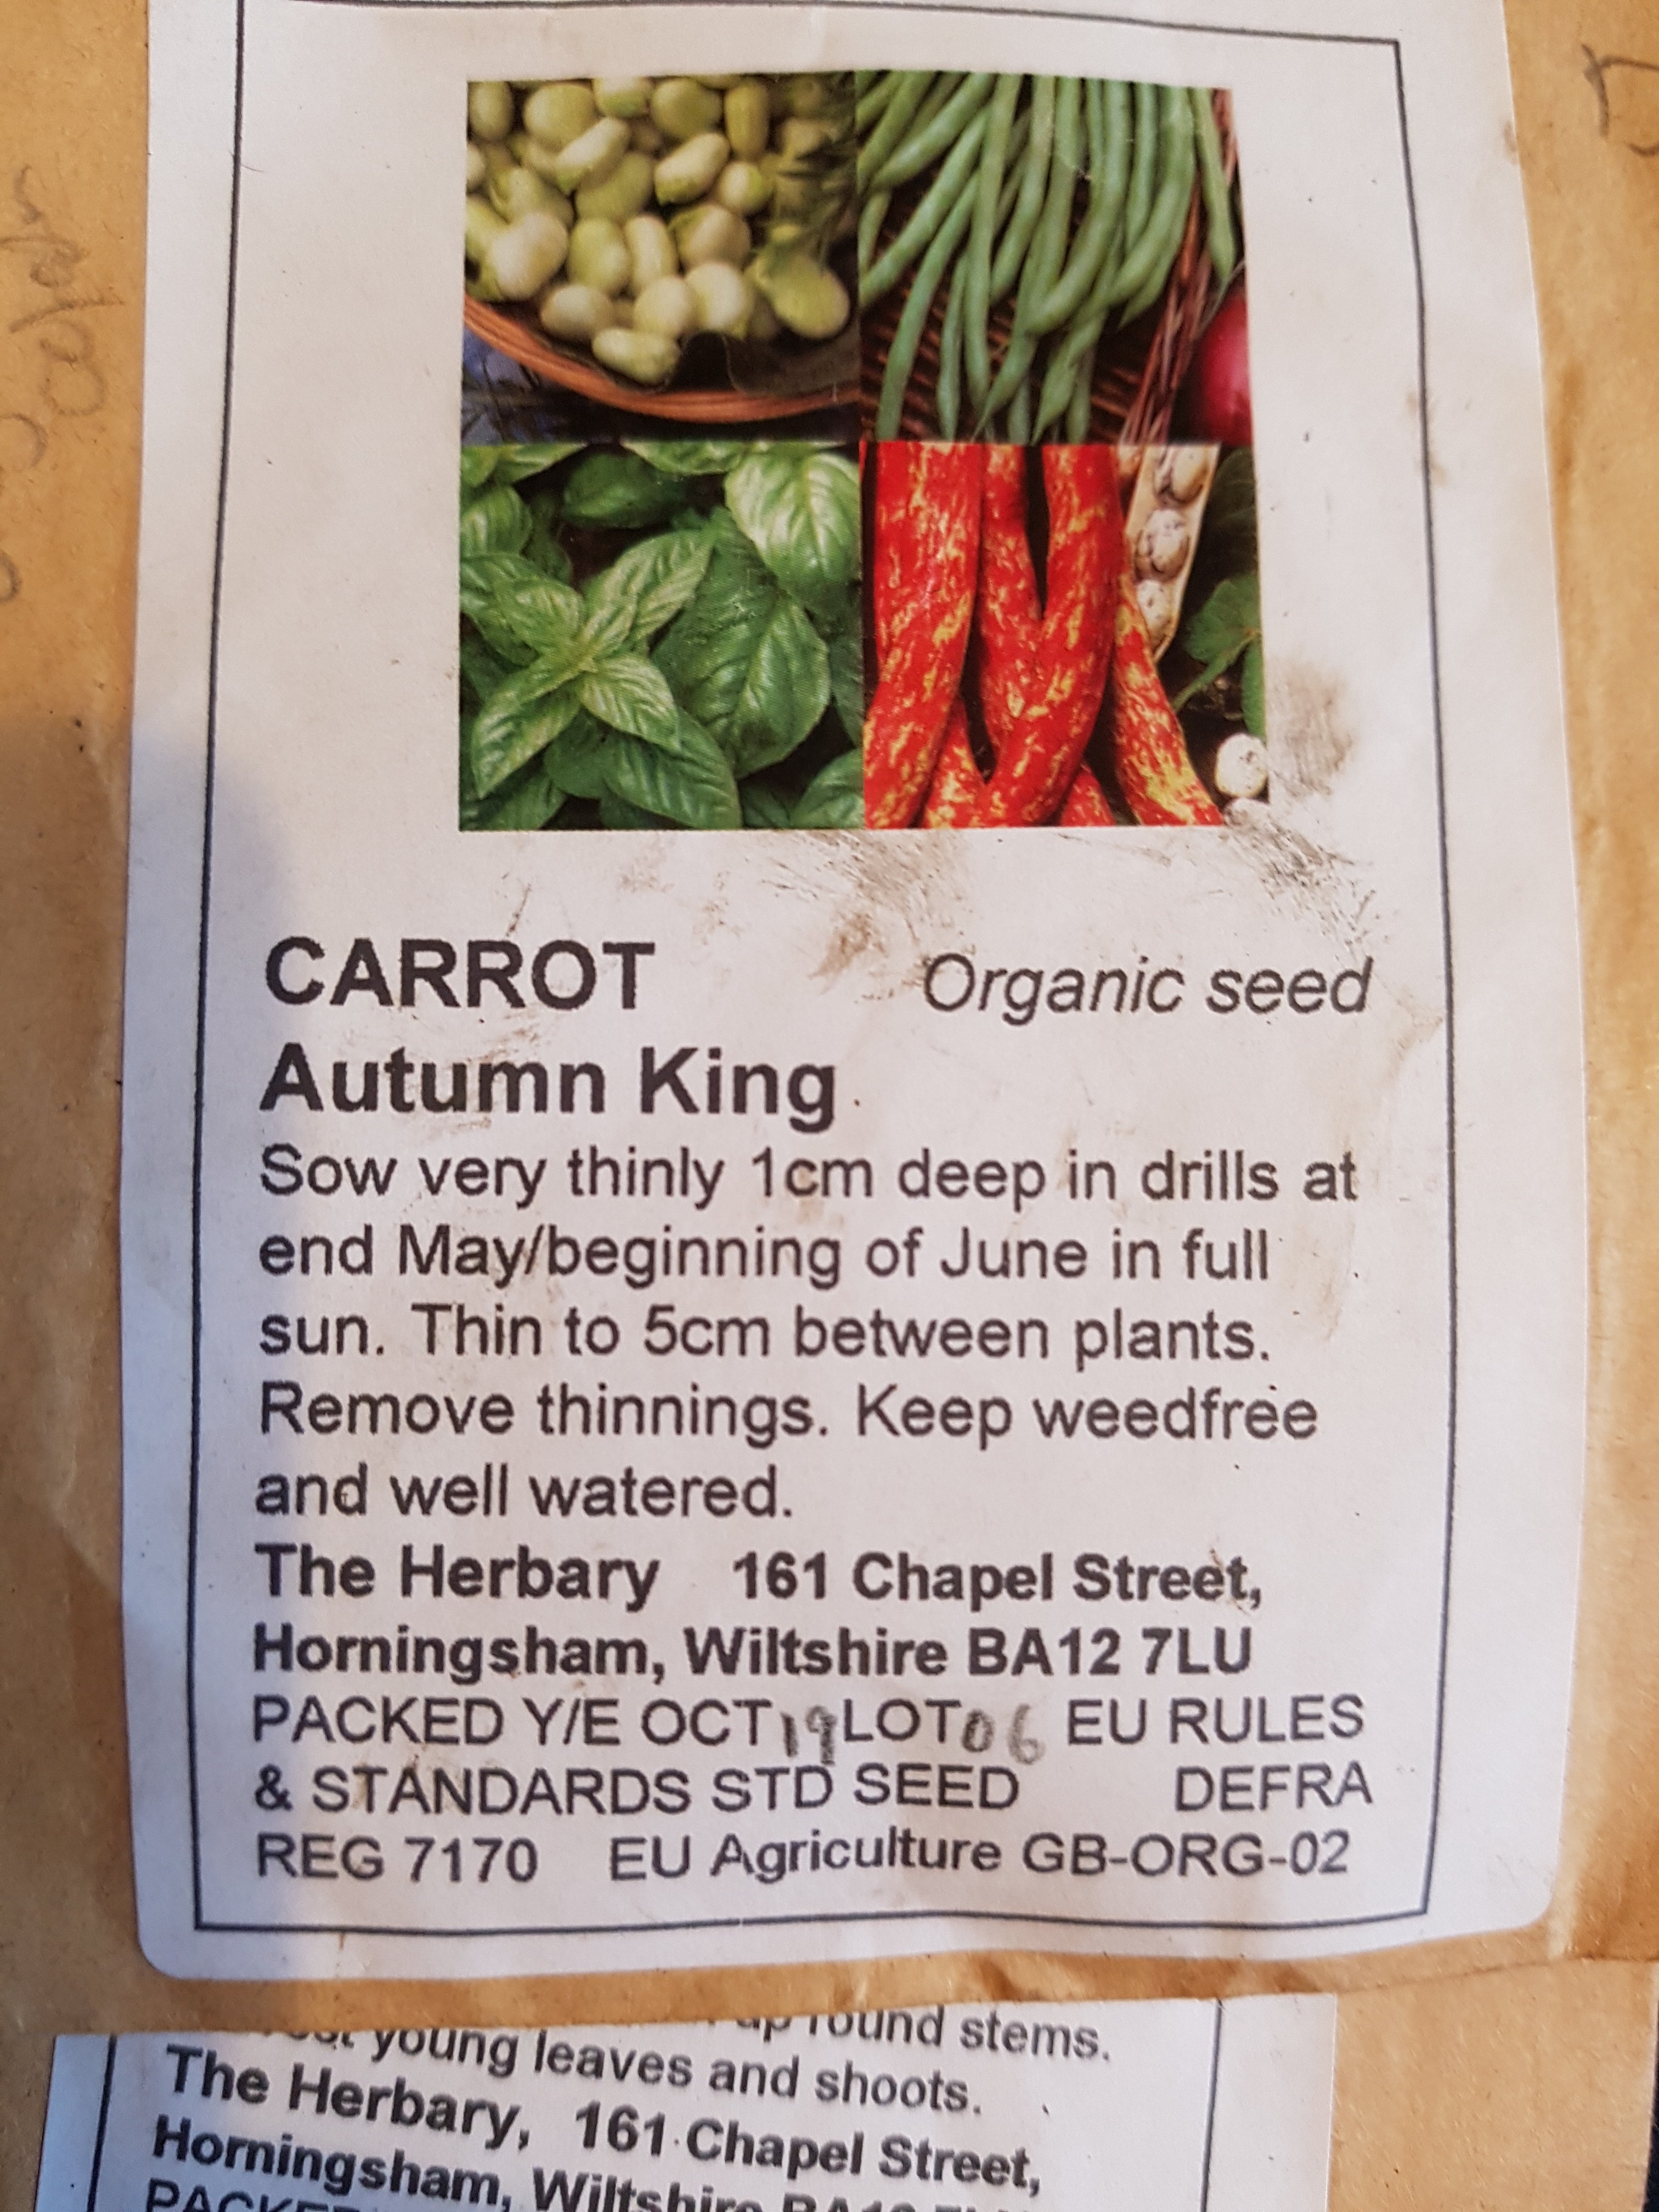 CARROT Organic seed
Autumn King
Sow very thinly 1cm deep in drills at
end May/beginning of June in full
sun. Thin to 5cm between plants.
Remove thinnings. Keep weedfree
and well watered.
The Herbary 161 Chapel Street,
Horningsham, Wiltshire BA12 7LU
PACKED Y/E OCT 19 LOT 06 EU RULES
& STANDARDS STD SEED DEFRA
REG 7170 EU Agriculture GB-ORG-02
up round stems.
young leaves and shoots.
The Herbary, 161 Chapel Street,
Horningsham, Wiltshire